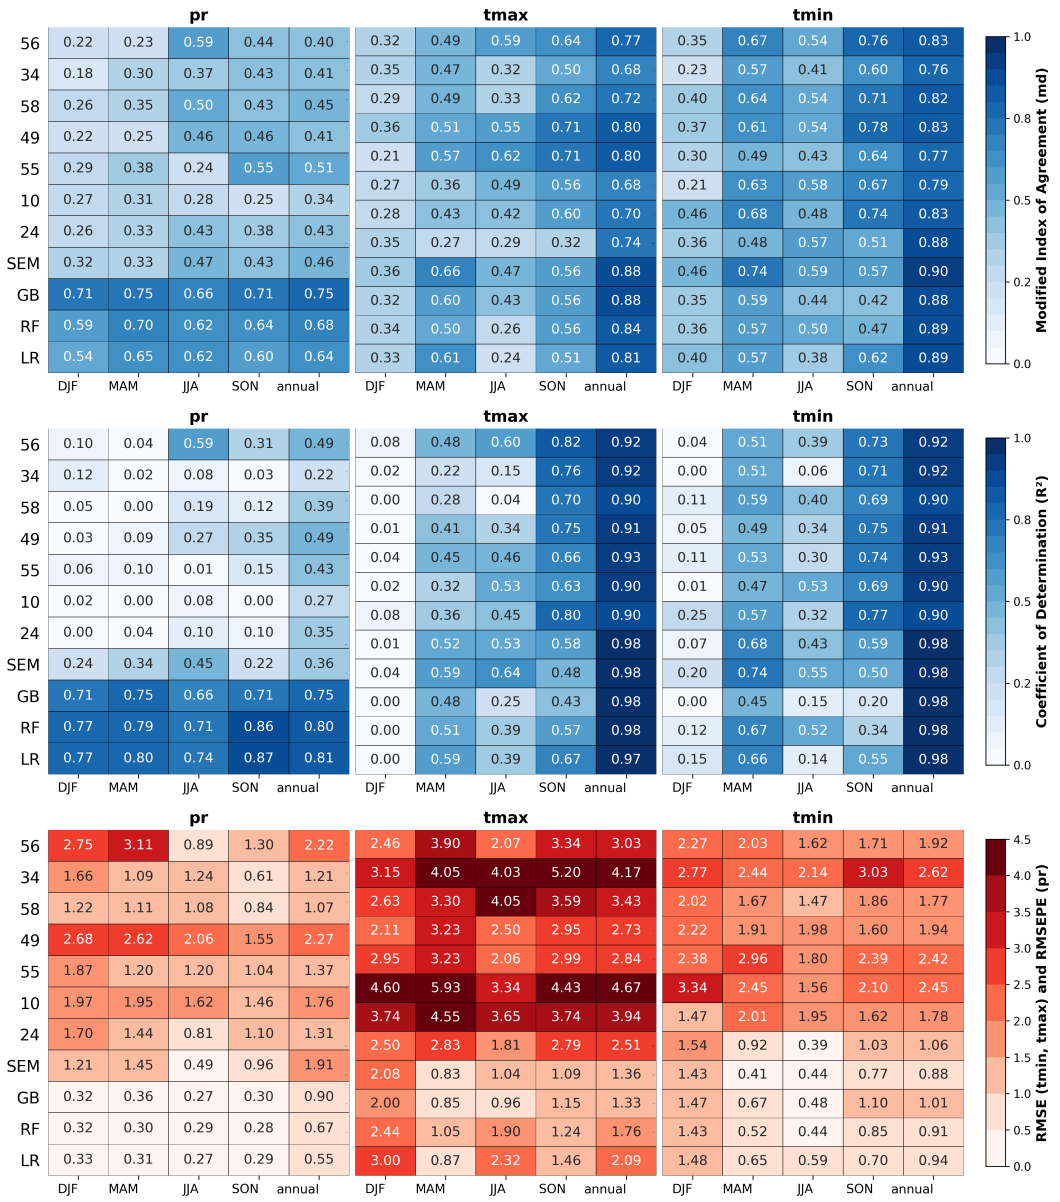 pr
56 0.22 0.23 0.59 0.44 0.40
34 0.18 0.30 0.37 0.43 0.41
58 0.26 0.35 0.50 0.43 0.45
49 0.22 0.25 0.46 0.46 0.41
55 0.29 0.38 0.24 0.55 0.51
10 0.27 0.31 0.28 0.25 0.34
24 0.26 0.33 0.43 0.38 0.43
SEM 0.32 0.33 0.47 0.43 0.46
GB 0.71 0.75 0.66 0.71 0.75
RF 0.59 0.70 0.62 0.64 0.68
LR 0.54 0.65 0.62 0.60 0.64
DJF MAM JJA SON annual
tmax
0.32 0.49 0.59 0.64 0.77
0.35 0.47 0.32 0.50 0.68
0.29 0.49 0.33 0.62 0.72
0.36 0.51 0.55 0.71 0.80
0.21 0.57 0.62 0.71 0.80
0.27 0.36 0.49 0.56 0.68
0.28 0.43 0.42 0.60 0.70
0.35 0.27 0.29 0.32 0.74
0.36 0.66 0.47 0.56 0.88
0.32 0.60 0.43 0.56 0.88
0.34 0.50 0.26 0.56 0.84
0.33 0.61 0.24 0.51 0.81
DJF MAM JJA SON annual
tmin
0.35 0.67 0.54 0.76 0.83
0.23 0.57 0.41 0.60 0.76
0.40 0.64 0.54 0.71 0.82
0.37 0.61 0.54 0.78 0.83
0.30 0.49 0.43 0.64 0.77
0.21 0.63 0.58 0.67 0.79
0.46 0.68 0.48 0.74 0.83
0.36 0.48 0.57 0.51 0.88
0.46 0.74 0.59 0.57 0.90
0.35 0.59 0.44 0.42 0.88
0.36 0.57 0.50 0.47 0.89
0.40 0.57 0.38 0.62 0.89
DJF MAM JJA SON annual
1.0
0.8
0.5
0.2
0.0
Modified Index of Agreement (md)
pr
56 0.10 0.04 0.59 0.31 0.49
34 0.12 0.02 0.08 0.03 0.22
58 0.05 0.00 0.19 0.12 0.39
49 0.03 0.09 0.27 0.35 0.49
55 0.06 0.10 0.01 0.15 0.43
10 0.02 0.00 0.08 0.00 0.27
24 0.00 0.04 0.10 0.10 0.35
SEM 0.24 0.34 0.45 0.22 0.36
GB 0.71 0.75 0.66 0.71 0.75
RF 0.77 0.79 0.71 0.86 0.80
LR 0.77 0.80 0.74 0.87 0.81
DJF MAM JJA SON annual
tmax
0.08 0.48 0.60 0.82 0.92
0.02 0.22 0.15 0.76 0.92
0.00 0.28 0.04 0.70 0.90
0.01 0.41 0.34 0.75 0.91
0.04 0.45 0.46 0.66 0.93
0.02 0.32 0.53 0.63 0.90
0.08 0.36 0.45 0.80 0.90
0.01 0.52 0.53 0.58 0.98
0.04 0.59 0.64 0.48 0.98
0.00 0.48 0.25 0.43 0.98
0.00 0.51 0.39 0.57 0.98
0.00 0.59 0.39 0.67 0.97
DJF MAM JJA SON annual
tmin
0.04 0.51 0.39 0.73 0.92
0.00 0.51 0.06 0.71 0.92
0.11 0.59 0.40 0.69 0.90
0.05 0.49 0.34 0.75 0.91
0.11 0.53 0.30 0.74 0.93
0.01 0.47 0.53 0.69 0.90
0.25 0.57 0.32 0.77 0.90
0.07 0.68 0.43 0.59 0.98
0.20 0.74 0.55 0.50 0.98
0.00 0.45 0.15 0.20 0.98
0.12 0.67 0.52 0.34 0.98
0.15 0.66 0.14 0.55 0.98
DJF MAM JJA SON annual
1.0
0.8
0.5
0.2
0.0
Coefficient of Determination (R²)
pr
56 2.75 3.11 0.89 1.30 2.22
34 1.66 1.09 1.24 0.61 1.21
58 1.22 1.11 1.08 0.84 1.07
49 2.68 2.62 2.06 1.55 2.27
55 1.87 1.20 1.20 1.04 1.37
10 1.97 1.95 1.62 1.46 1.76
24 1.70 1.44 0.81 1.10 1.31
SEM 1.21 1.45 0.49 0.96 1.91
GB 0.32 0.36 0.27 0.30 0.90
RF 0.32 0.30 0.29 0.28 0.67
LR 0.33 0.31 0.27 0.29 0.55
DJF MAM JJA SON annual
tmax
2.46 3.90 2.07 3.34 3.03
3.15 4.05 4.03 5.20 4.17
2.63 3.30 4.05 3.59 3.43
2.11 3.23 2.50 2.95 2.73
2.95 3.23 2.06 2.99 2.84
4.60 5.93 3.34 4.43 4.67
3.74 4.55 3.65 3.74 3.94
2.50 2.83 1.81 2.79 2.51
2.08 0.83 1.04 1.09 1.36
2.00 0.85 0.96 1.15 1.33
2.44 1.05 1.90 1.24 1.76
3.00 0.87 2.32 1.46 2.09
DJF MAM JJA SON annual
tmin
2.27 2.03 1.62 1.71 1.92
2.77 2.44 2.14 3.03 2.62
2.02 1.67 1.47 1.86 1.77
2.22 1.91 1.98 1.60 1.94
2.38 2.96 1.80 2.39 2.42
3.34 2.45 1.56 2.10 2.45
1.47 2.01 1.95 1.62 1.78
1.54 0.92 0.39 1.03 1.06
1.43 0.41 0.44 0.77 0.88
1.47 0.67 0.48 1.10 1.01
1.43 0.52 0.44 0.85 0.91
1.48 0.65 0.59 0.70 0.94
DJF MAM JJA SON annual
4.5
4.0
3.5
3.0
2.5
2.0
1.5
1.0
0.5
0.0
RMSE (tmin, tmax) and RMSEPE (pr)